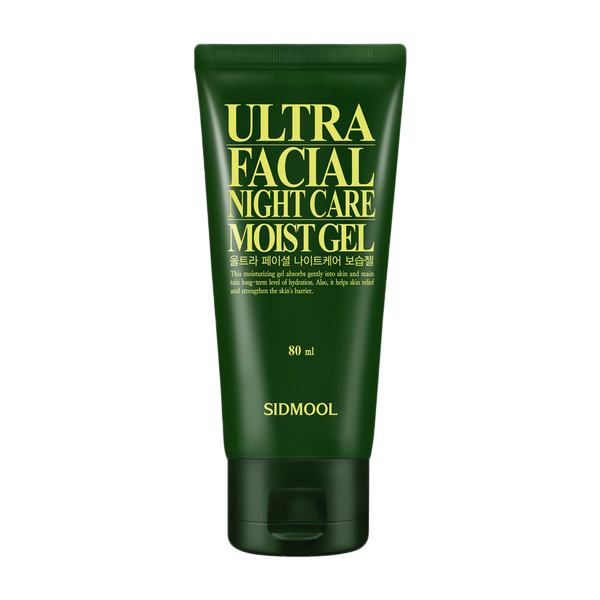 ULTRA
FACIAL
NIGHT CARE
MOIST GEL
울트라 페이셜 나이트케어 보습젤
This moisturizing gel absorbs gently into skin and main
tain long-term level of hydration. Also, it helps skin relief
and strengthen the skin's barrier.
80 ml
SIDMOOL